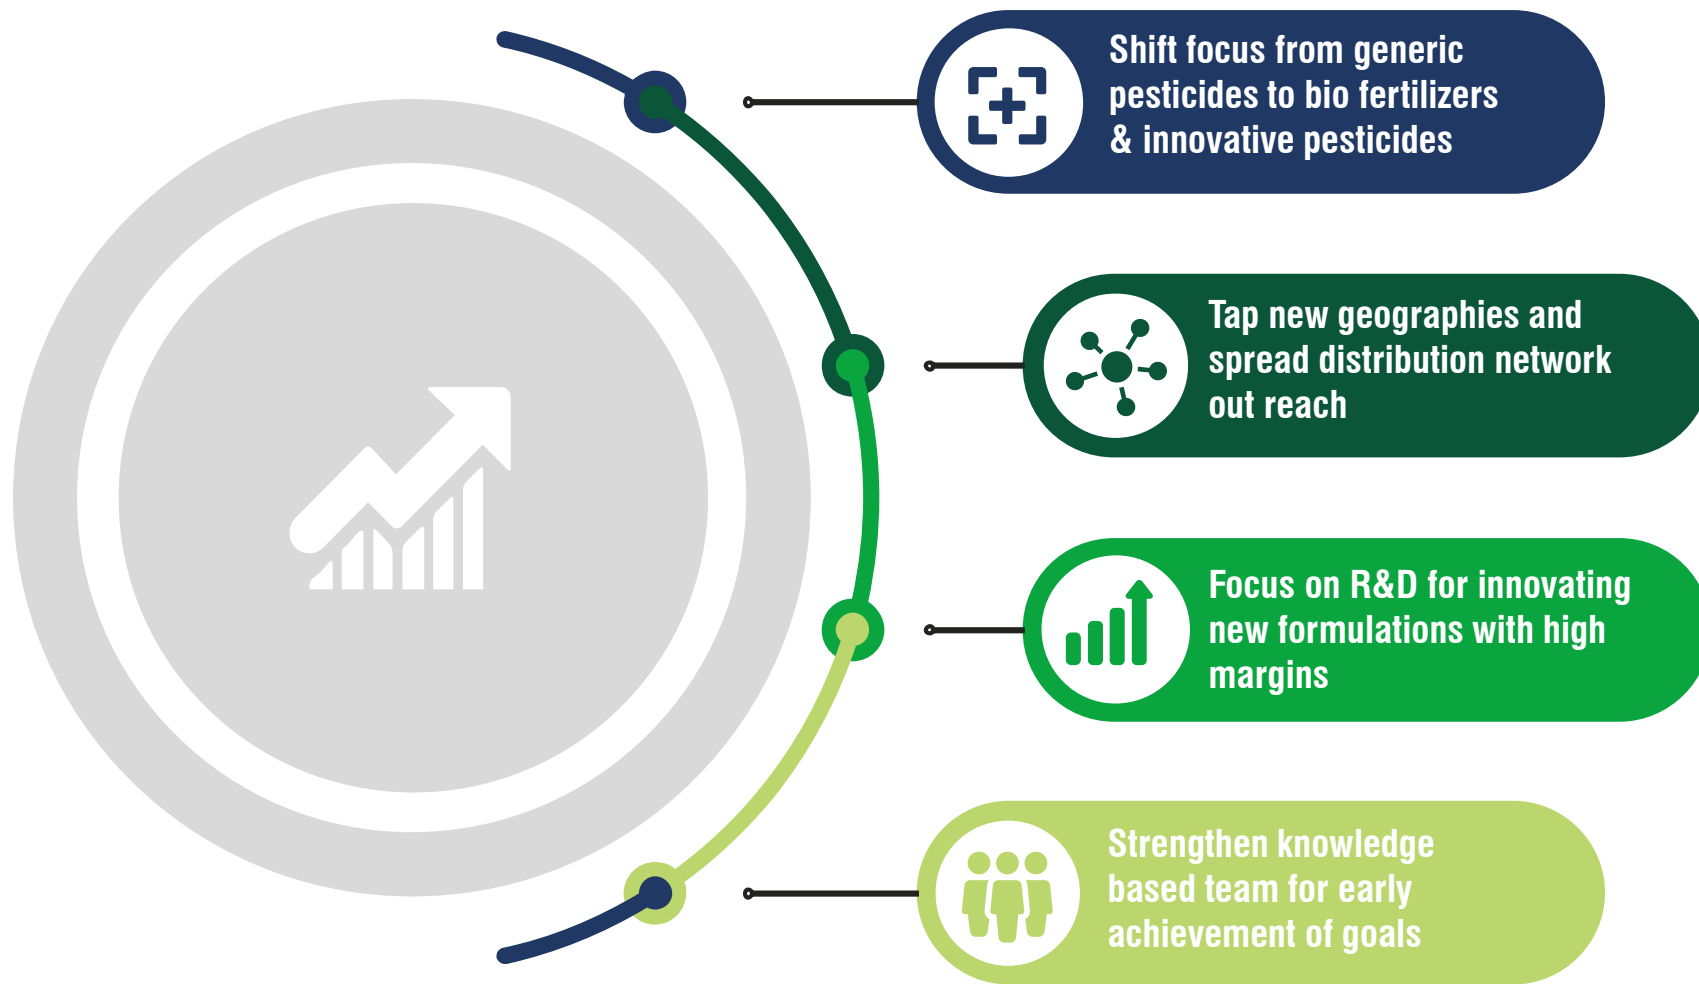 Shift focus from generic
pesticides to bio fertilizers
& innovative pesticides
Tap new geographies and
spread distribution network
out reach
Focus on R&D for innovating
new formulations with high
margins
Strengthen knowledge
based team for early
achievement of goals